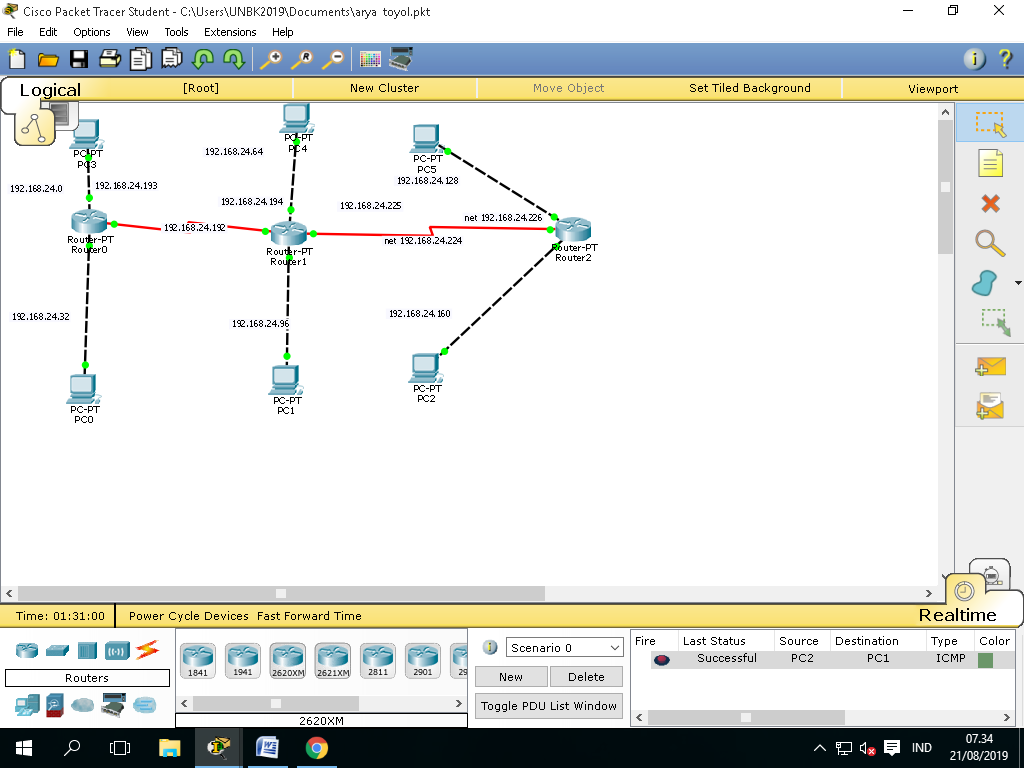 Cisco Packet Tracer Student - C:\Users\UNBK2019\Documents\arya toyol.pkt
File Edit Options View Tools Extensions Help
Logical [Root] New Cluster Move Object Set Tiled Background Viewport
PC-PT
PC3
PC-PT
PC4
PC-PT
PC5
192.168.24.64
192.168.24.128
192.168.24.0
192.168.24.193
192.168.24.194
192.168.24.225
net 192.168.24.226
192.168.24.192
net 192.168.24.224
Router-PT
Router0
Router-PT
Router1
Router-PT
Router2
192.168.24.32
192.168.24.96
192.168.24.160
PC-PT
PC0
PC-PT
PC1
PC-PT
PC2
Time: 01:31:00 Power Cycle Devices Fast Forward Time
Realtime
Routers
1841 1941 2620XM 2621XM 2811 2901 29
2620XM
Scenario 0
New Delete
Toggle PDU List Window
Fire Last Status Source Destination Type Color
Successful PC2 PC1 ICMP
IND
07.34
21/08/2019